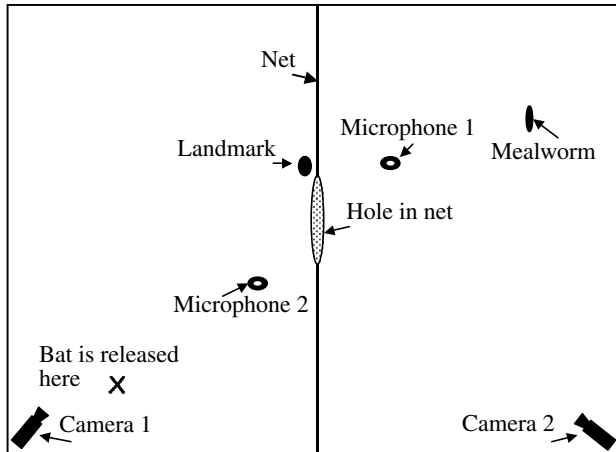 Net
Microphone 1
Landmark
Mealworm
Hole in net
Microphone 2
Bat is released
here
Camera 1
Camera 2